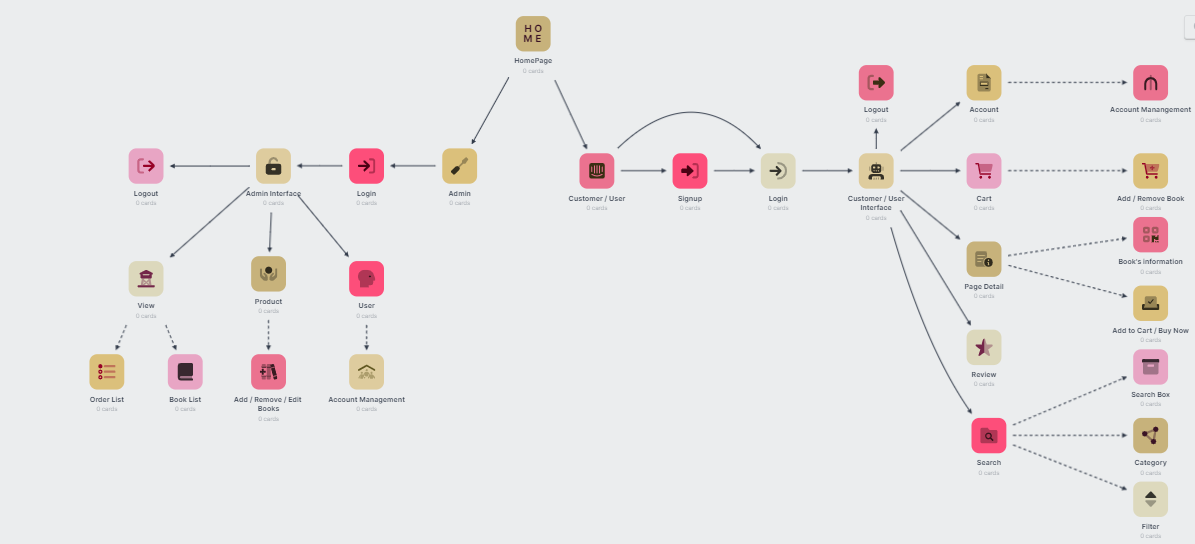 HO
ME
HomePage
0 cards
Logout
0 cards
Account
0 cards
Account Manangement
0 cards
Logout
0 cards
Admin Interface
0 cards
Login
0 cards
Admin
0 cards
Customer / User
0 cards
Signup
0 cards
Login
0 cards
Customer / User
Interface
0 cards
Cart
0 cards
Add / Remove Book
0 cards
Book's information
0 cards
Page Detail
0 cards
View
0 cards
Product
0 cards
User
0 cards
Add to Cart / Buy Now
0 cards
Review
0 cards
Order List
0 cards
Book List
0 cards
Add / Remove / Edit
Books
0 cards
Account Management
0 cards
Search Box
0 cards
Search
0 cards
Category
0 cards
Filter
0 cards